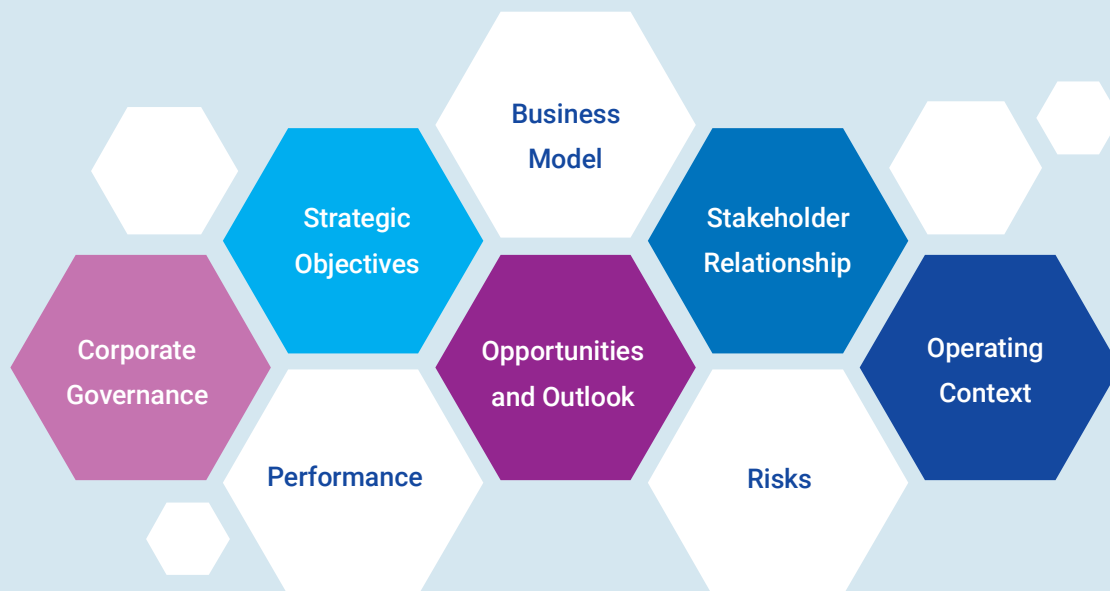 Business
Model
Strategic
Objectives
Stakeholder
Relationship
Corporate
Governance
Opportunities
and Outlook
Operating
Context
Performance
Risks